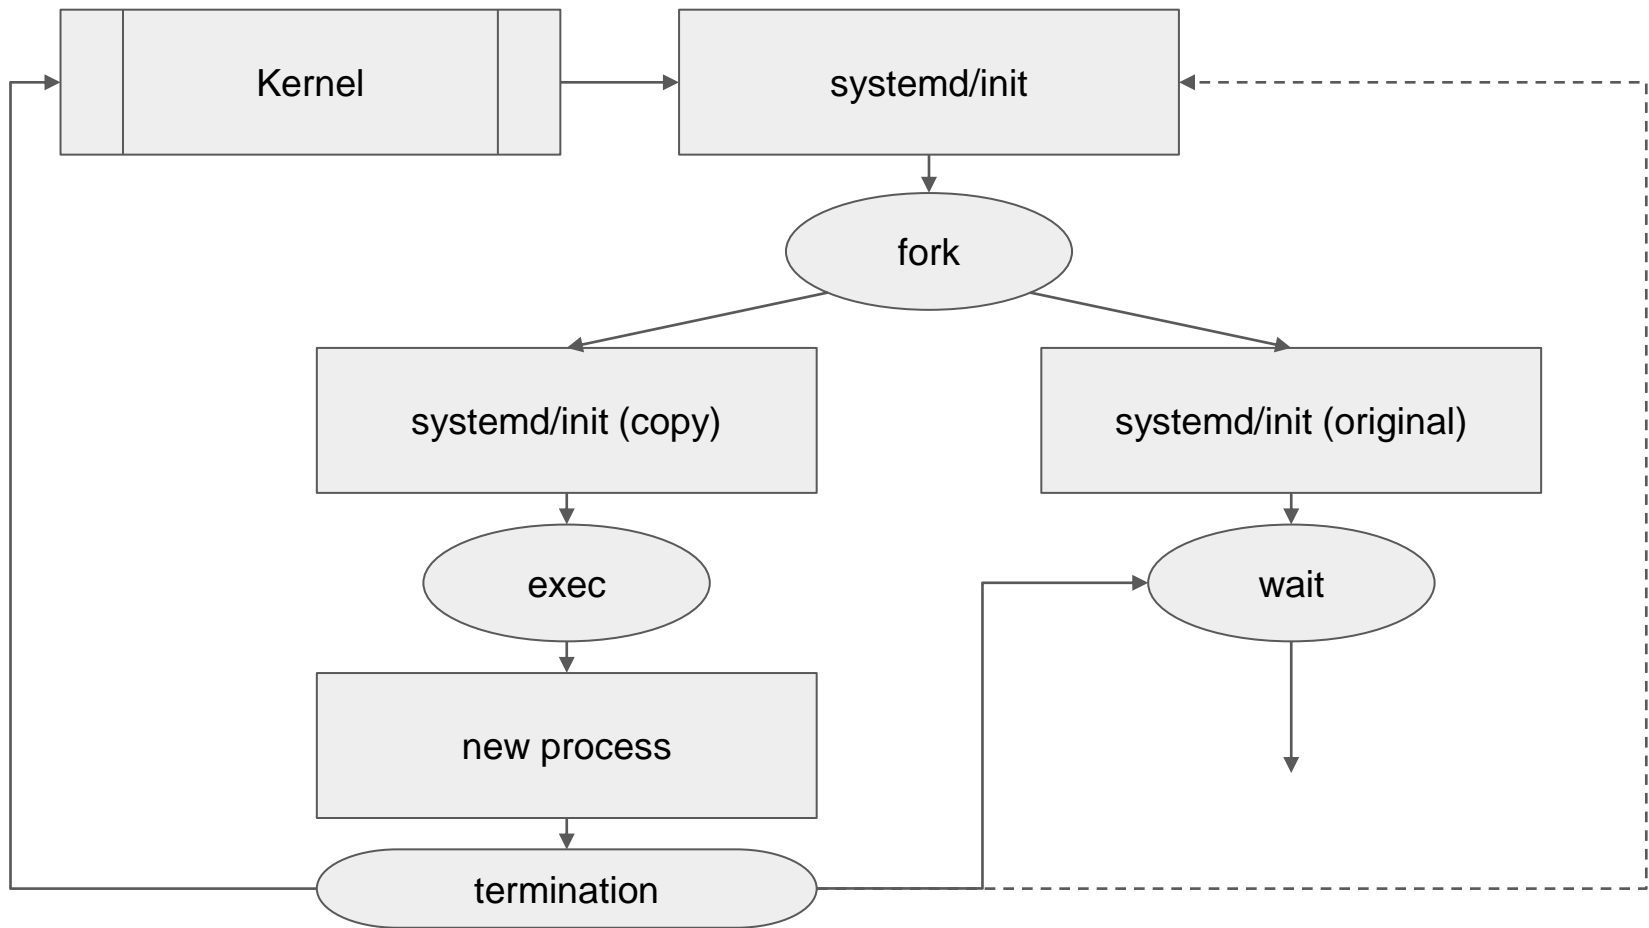 Kernel
systemd/init
fork
systemd/init (copy)
systemd/init (original)
exec
wait
new process
termination